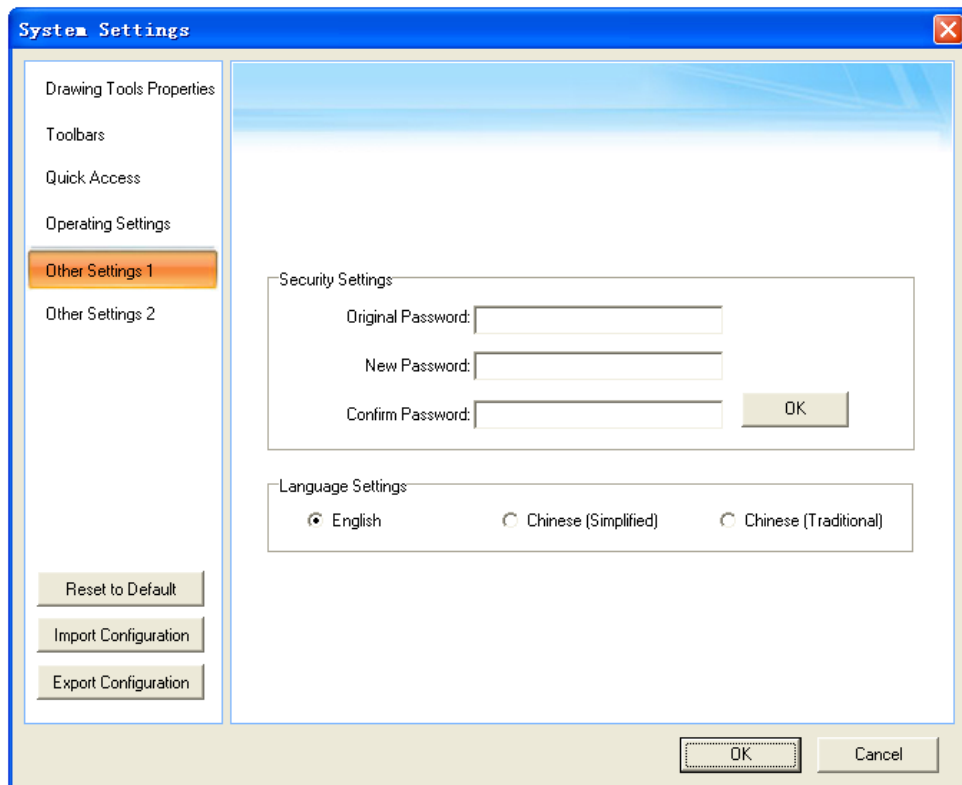 System Settings
Drawing Tools Properties
Toolbars
Quick Access
Operating Settings
Other Settings 1
Other Settings 2
Reset to Default
Import Configuration
Export Configuration
Security Settings
Original Password:
New Password:
Confirm Password:
OK
Language Settings
English
Chinese (Simplified)
Chinese (Traditional)
OK
Cancel